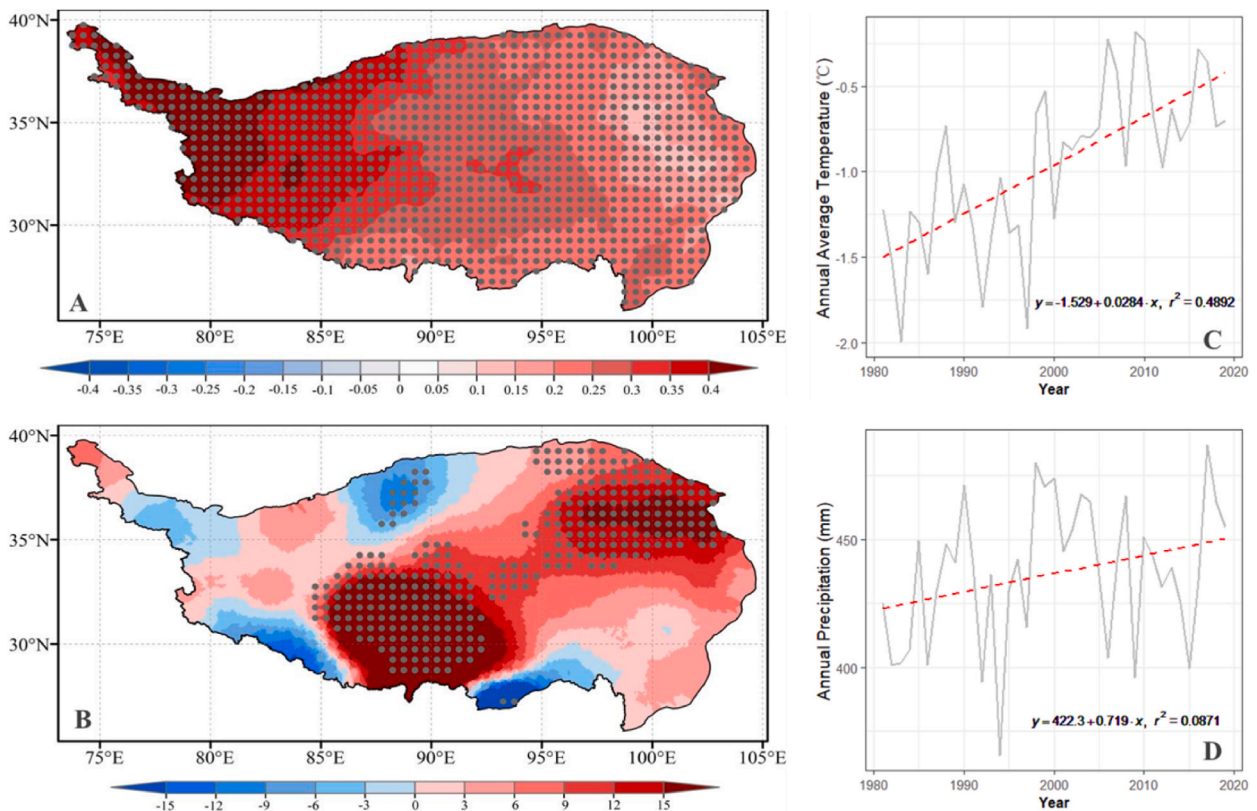 40°N
35°N
30°N
A
75°E 80°E 85°E 90°E 95°E 100°E 105°E
-0.4 -0.35 -0.3 -0.25 -0.2 -0.1 -0.05 0 0.05 0.1 0.15 0.2 0.25 0.3 0.35 0.4
Annual Average Temperature (℃)
-0.5
-1.0
-1.5
-2.0
y=-1.529+0.0284·x, r²=0.4892
C
1980 1990 2000 2010 2020
Year
40°N
35°N
30°N
B
75°E 80°E 85°E 90°E 95°E 100°E 105°E
-15 -12 -9 -6 -3 0 3 6 9 12 15
Annual Precipitation (mm)
450
400
y=422.3+0.719·x, r²=0.0871
D
1980 1990 2000 2010 2020
Year